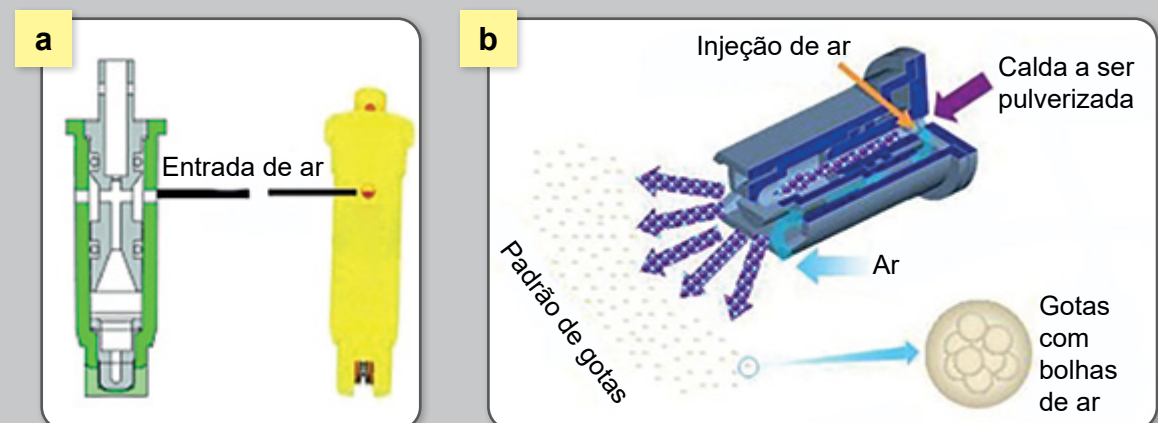 a
Entrada de ar
b
Injeção de ar
Calda a ser
pulverizada
Padrão de gotas
Ar
Gotas
com
bolhas
de ar